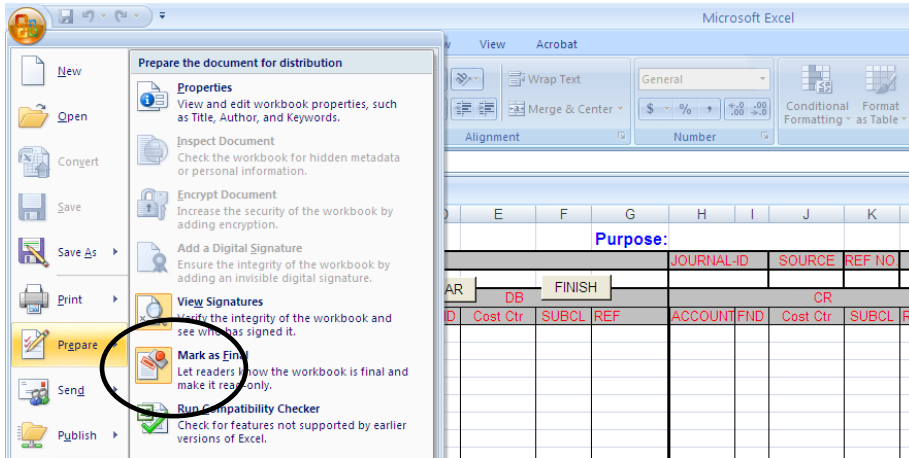 Microsoft Excel
View Acrobat
Wrap Text
Merge & Center
General
$ % ,
.0 .00
.00 .0
Conditional Formatting
Format as Table
Alignment
Number
New
Open
Convert
Save
Save As
Print
Prepare
Send
Publish
Prepare the document for distribution
Properties
View and edit workbook properties, such
as Title, Author, and Keywords.
Inspect Document
Check the workbook for hidden metadata
or personal information.
Encrypt Document
Increase the security of the workbook by
adding encryption.
Add a Digital Signature
Ensure the integrity of the workbook by
adding an invisible digital signature.
View Signatures
Verify the integrity of the workbook and
see who has signed it.
Mark as Final
Let readers know the workbook is final and
make it read-only.
Run Compatibility Checker
Check for features not supported by earlier
versions of Excel.
E F G H I J K
Purpose:
JOURNAL-ID SOURCE REF NO
AR DB FINISH CR
Cost Ctr SUBCL REF ACCOUNT FND Cost Ctr SUBCL